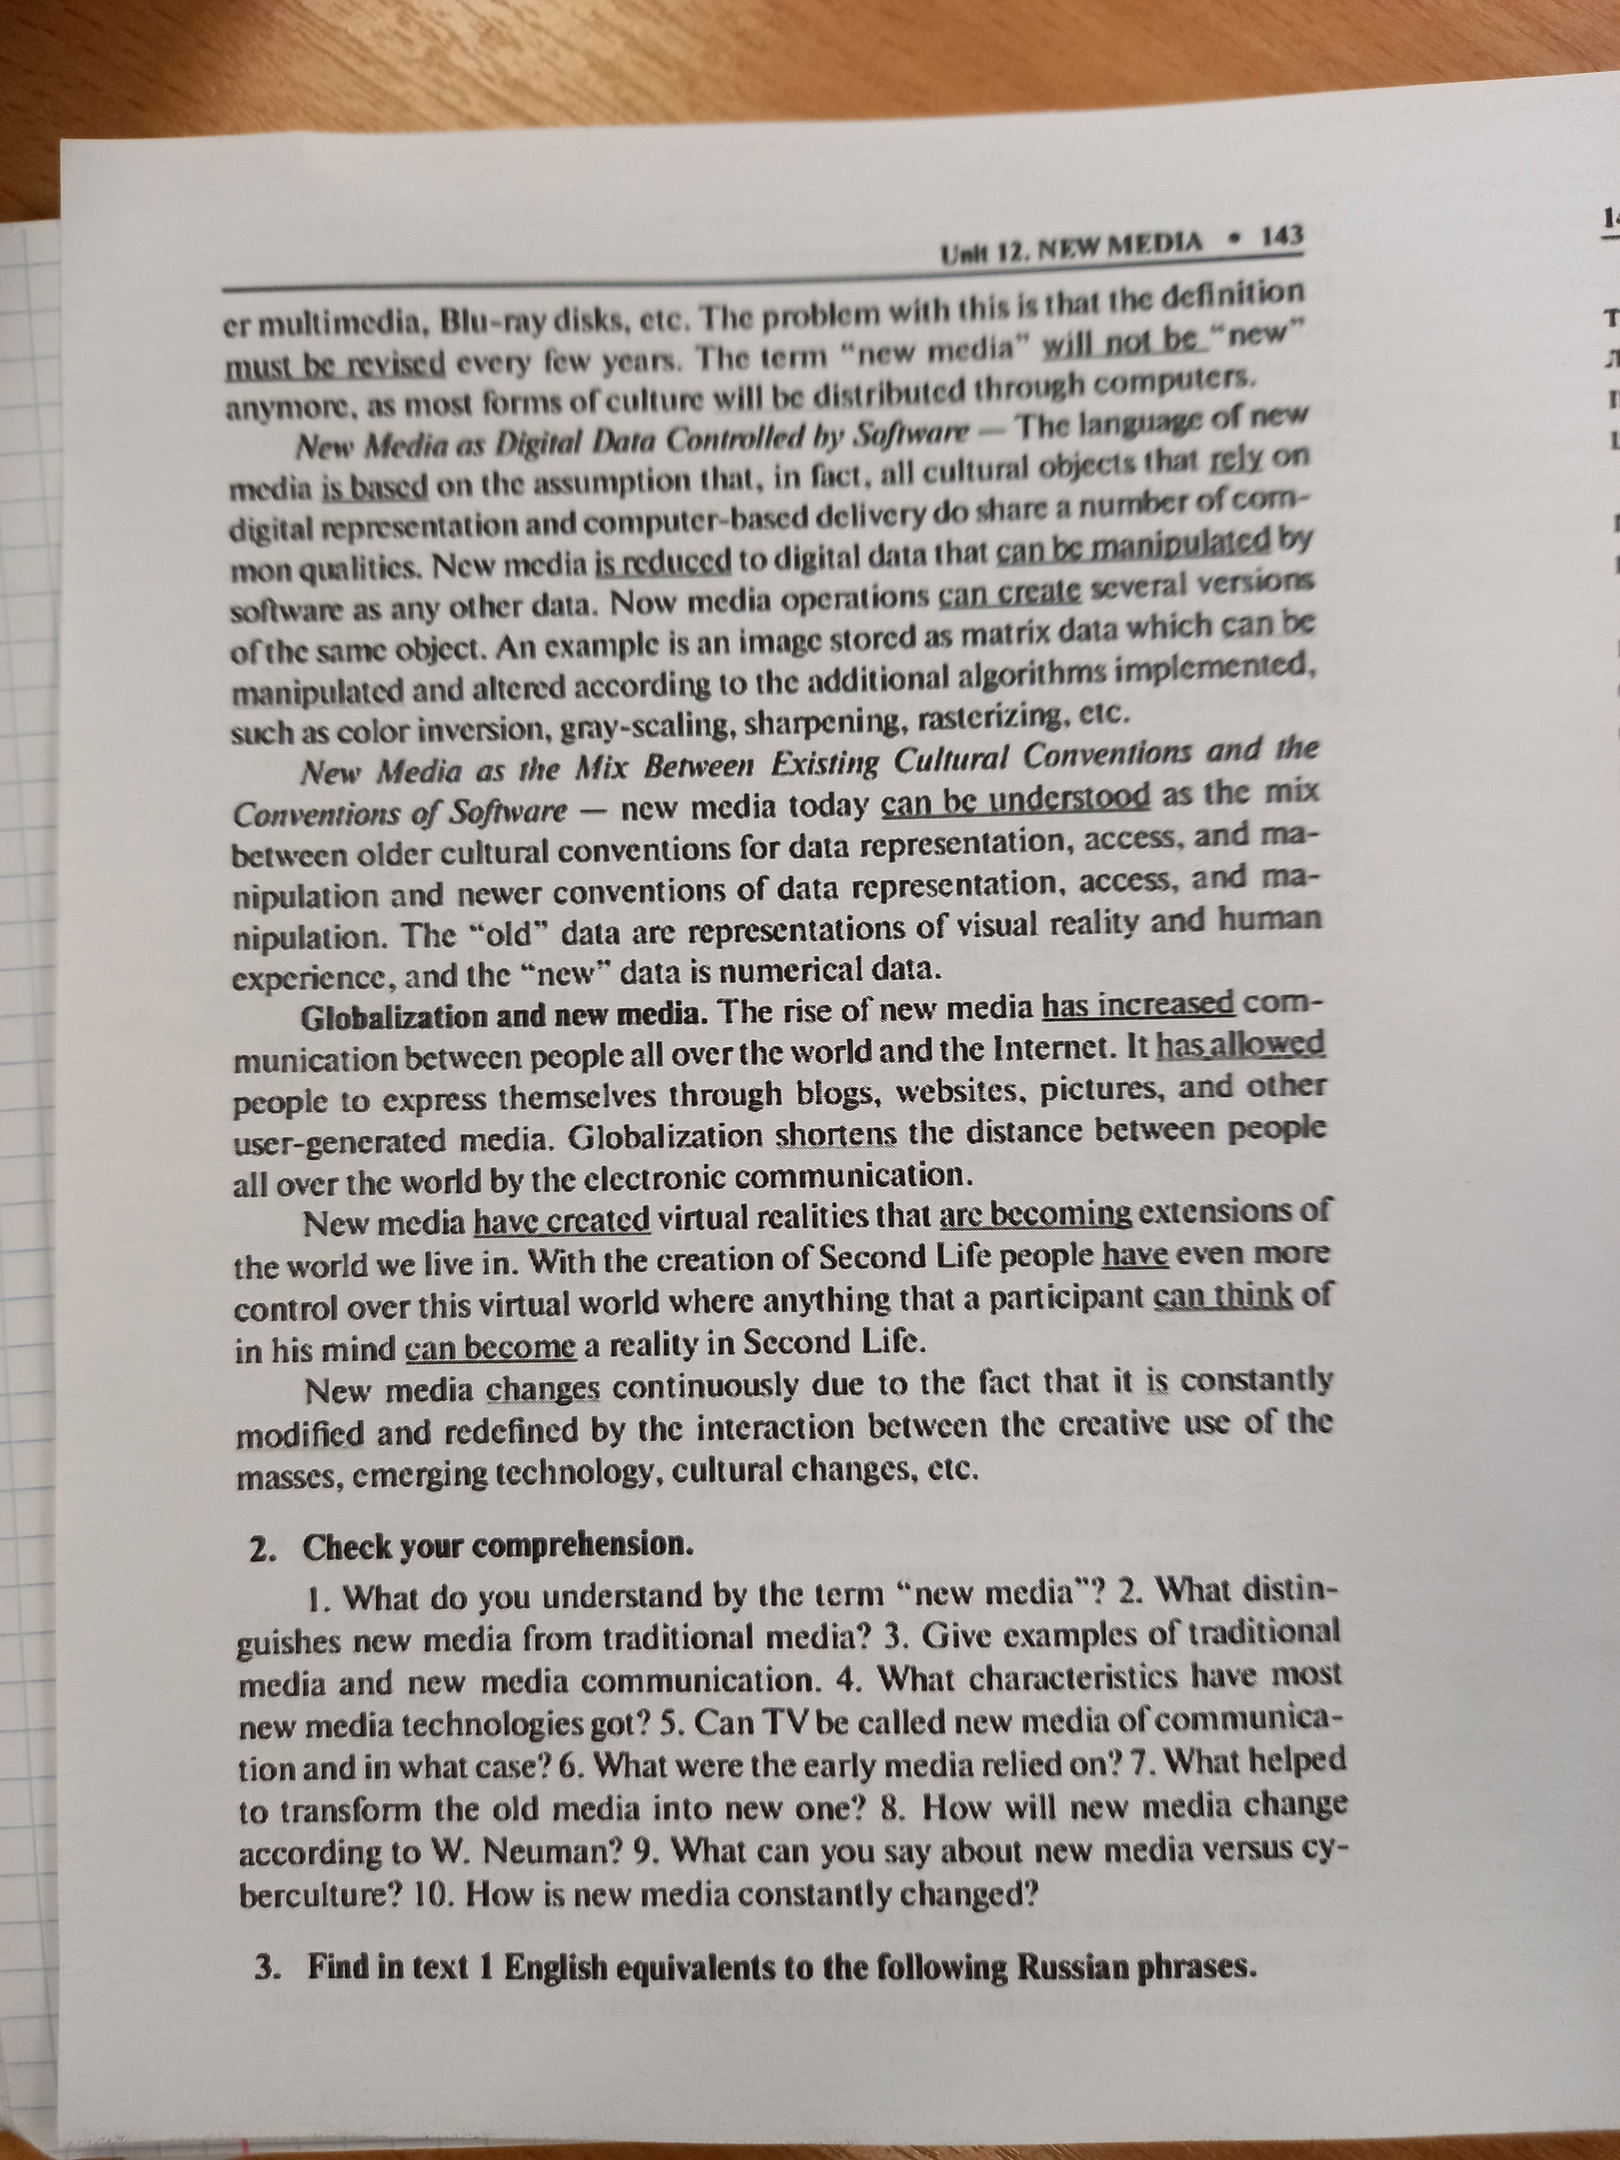 Unit 12. NEW MEDIA • 143
er multimedia, Blu-ray disks, etc. The problem with this is that the definition
must be revised every few years. The term “new media” will not be “new”
anymore, as most forms of culture will be distributed through computers.
New Media as Digital Data Controlled by Software — The language of new
media is based on the assumption that, in fact, all cultural objects that rely on
digital representation and computer-based delivery do share a number of com-
mon qualities. New media is reduced to digital data that can be manipulated by
software as any other data. Now media operations can create several versions
of the same object. An example is an image stored as matrix data which can be
manipulated and altered according to the additional algorithms implemented,
such as color inversion, gray-scaling, sharpening, rasterizing, etc.
New Media as the Mix Between Existing Cultural Conventions and the
Conventions of Software — new media today can be understood as the mix
between older cultural conventions for data representation, access, and ma-
nipulation and newer conventions of data representation, access, and ma-
nipulation. The “old” data are representations of visual reality and human
experience, and the “new” data is numerical data.
Globalization and new media. The rise of new media has increased com-
munication between people all over the world and the Internet. It has allowed
people to express themselves through blogs, websites, pictures, and other
user-generated media. Globalization shortens the distance between people
all over the world by the electronic communication.
New media have created virtual realities that are becoming extensions of
the world we live in. With the creation of Second Life people have even more
control over this virtual world where anything that a participant can think of
in his mind can become a reality in Second Life.
New media changes continuously due to the fact that it is constantly
modified and redefined by the interaction between the creative use of the
masses, emerging technology, cultural changes, etc.
2. Check your comprehension.
1. What do you understand by the term “new media”? 2. What distin-
guishes new media from traditional media? 3. Give examples of traditional
media and new media communication. 4. What characteristics have most
new media technologies got? 5. Can TV be called new media of communica-
tion and in what case? 6. What were the early media relied on? 7. What helped
to transform the old media into new one? 8. How will new media change
according to W. Neuman? 9. What can you say about new media versus cy-
berculture? 10. How is new media constantly changed?
3. Find in text 1 English equivalents to the following Russian phrases.